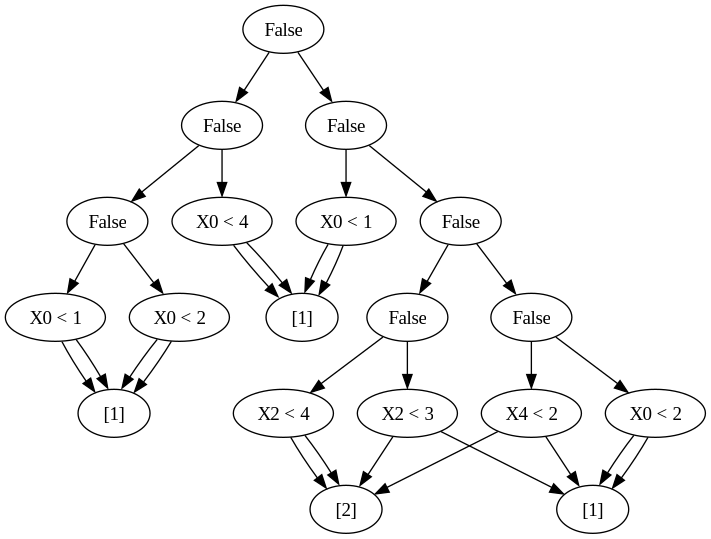 False
False
False
False
X0 < 4
X0 < 1
False
X0 < 1
X0 < 2
[1]
False
False
[1]
X2 < 4
X2 < 3
X4 < 2
X0 < 2
[2]
[1]